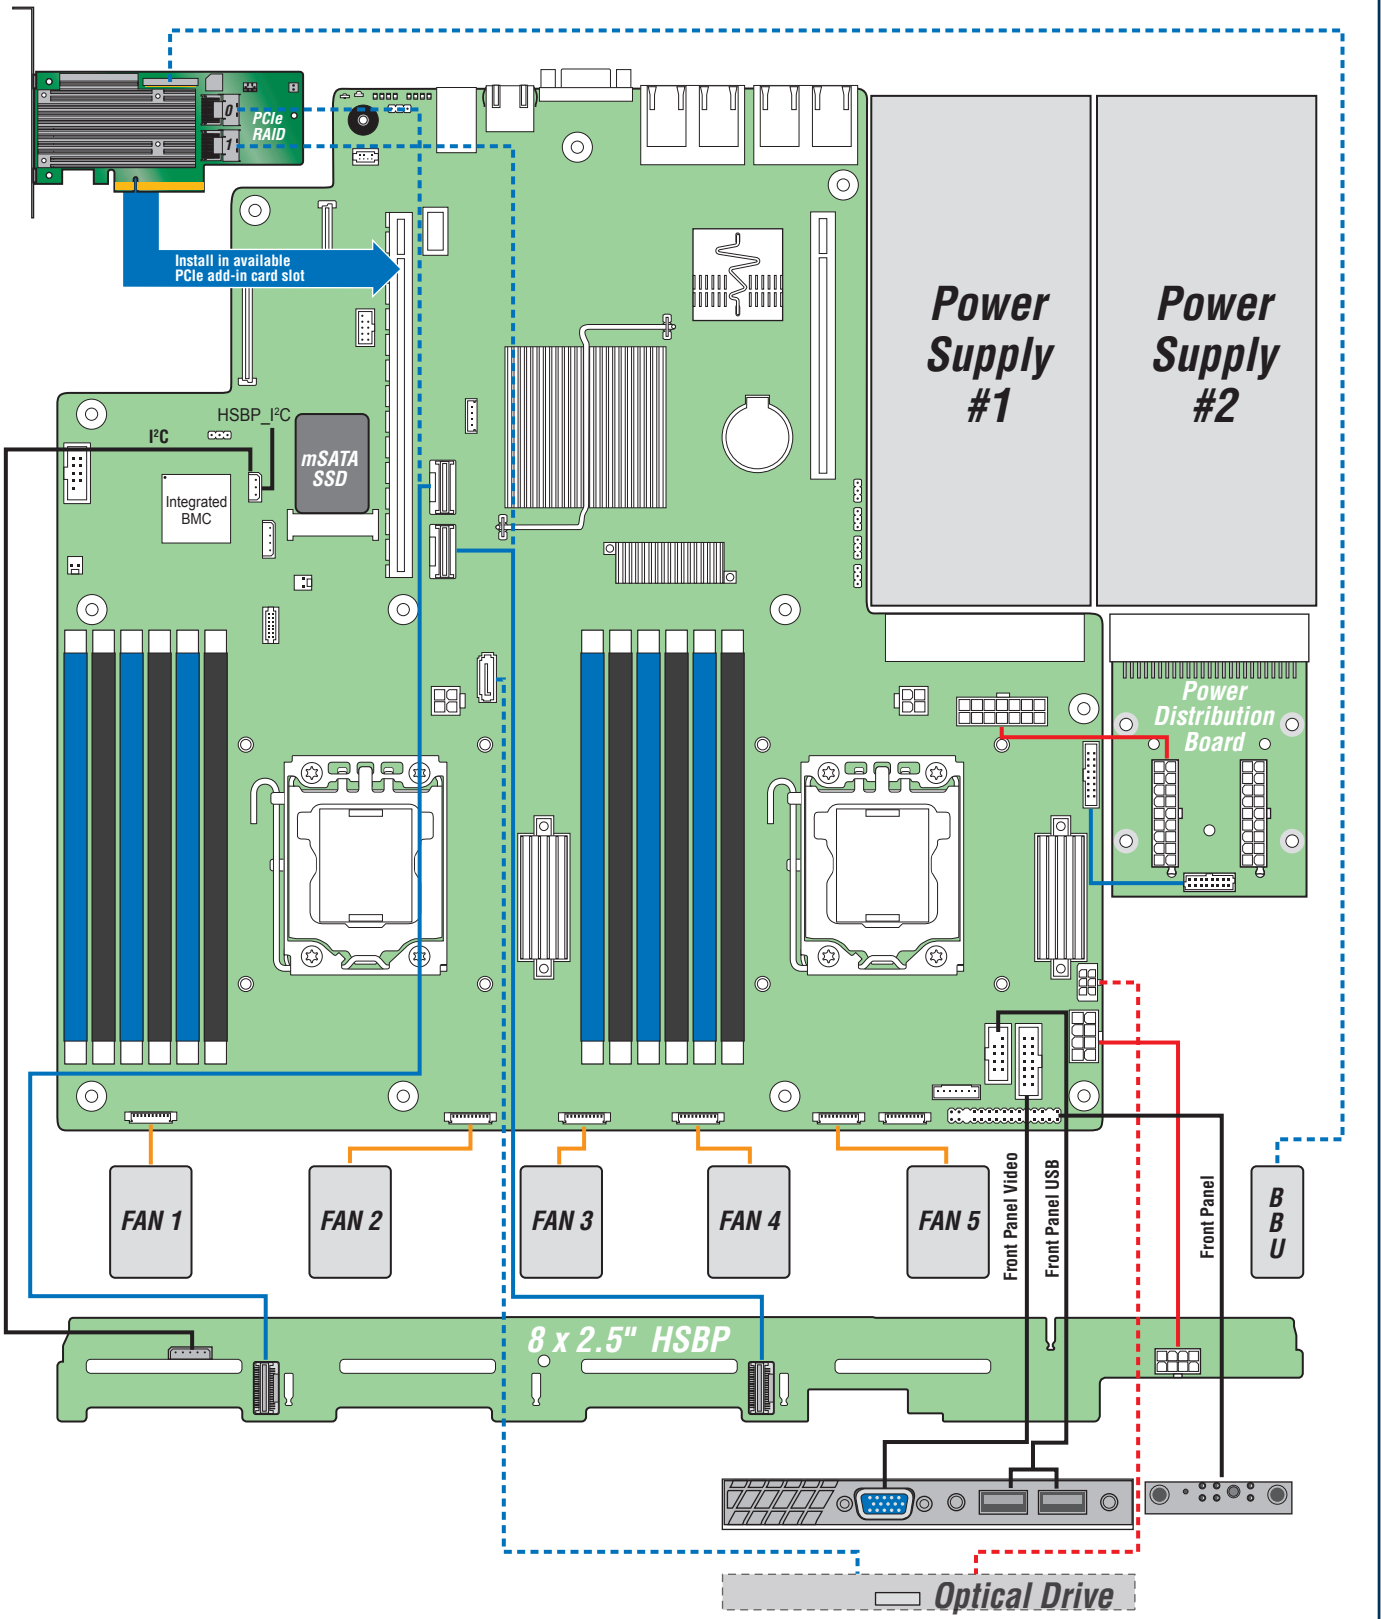 0
PCIe
RAID
1
Install in available
PCIe add-in card slot
Power
Supply
#1
Power
Supply
#2
HSBP_I²C
I²C
mSATA
SSD
Integrated
BMC
Power
Distribution
Board
FAN 1
FAN 2
FAN 3
FAN 4
FAN 5
Front Panel Video
Front Panel USB
Front Panel
B
B
U
8 x 2.5" HSBP
Optical Drive